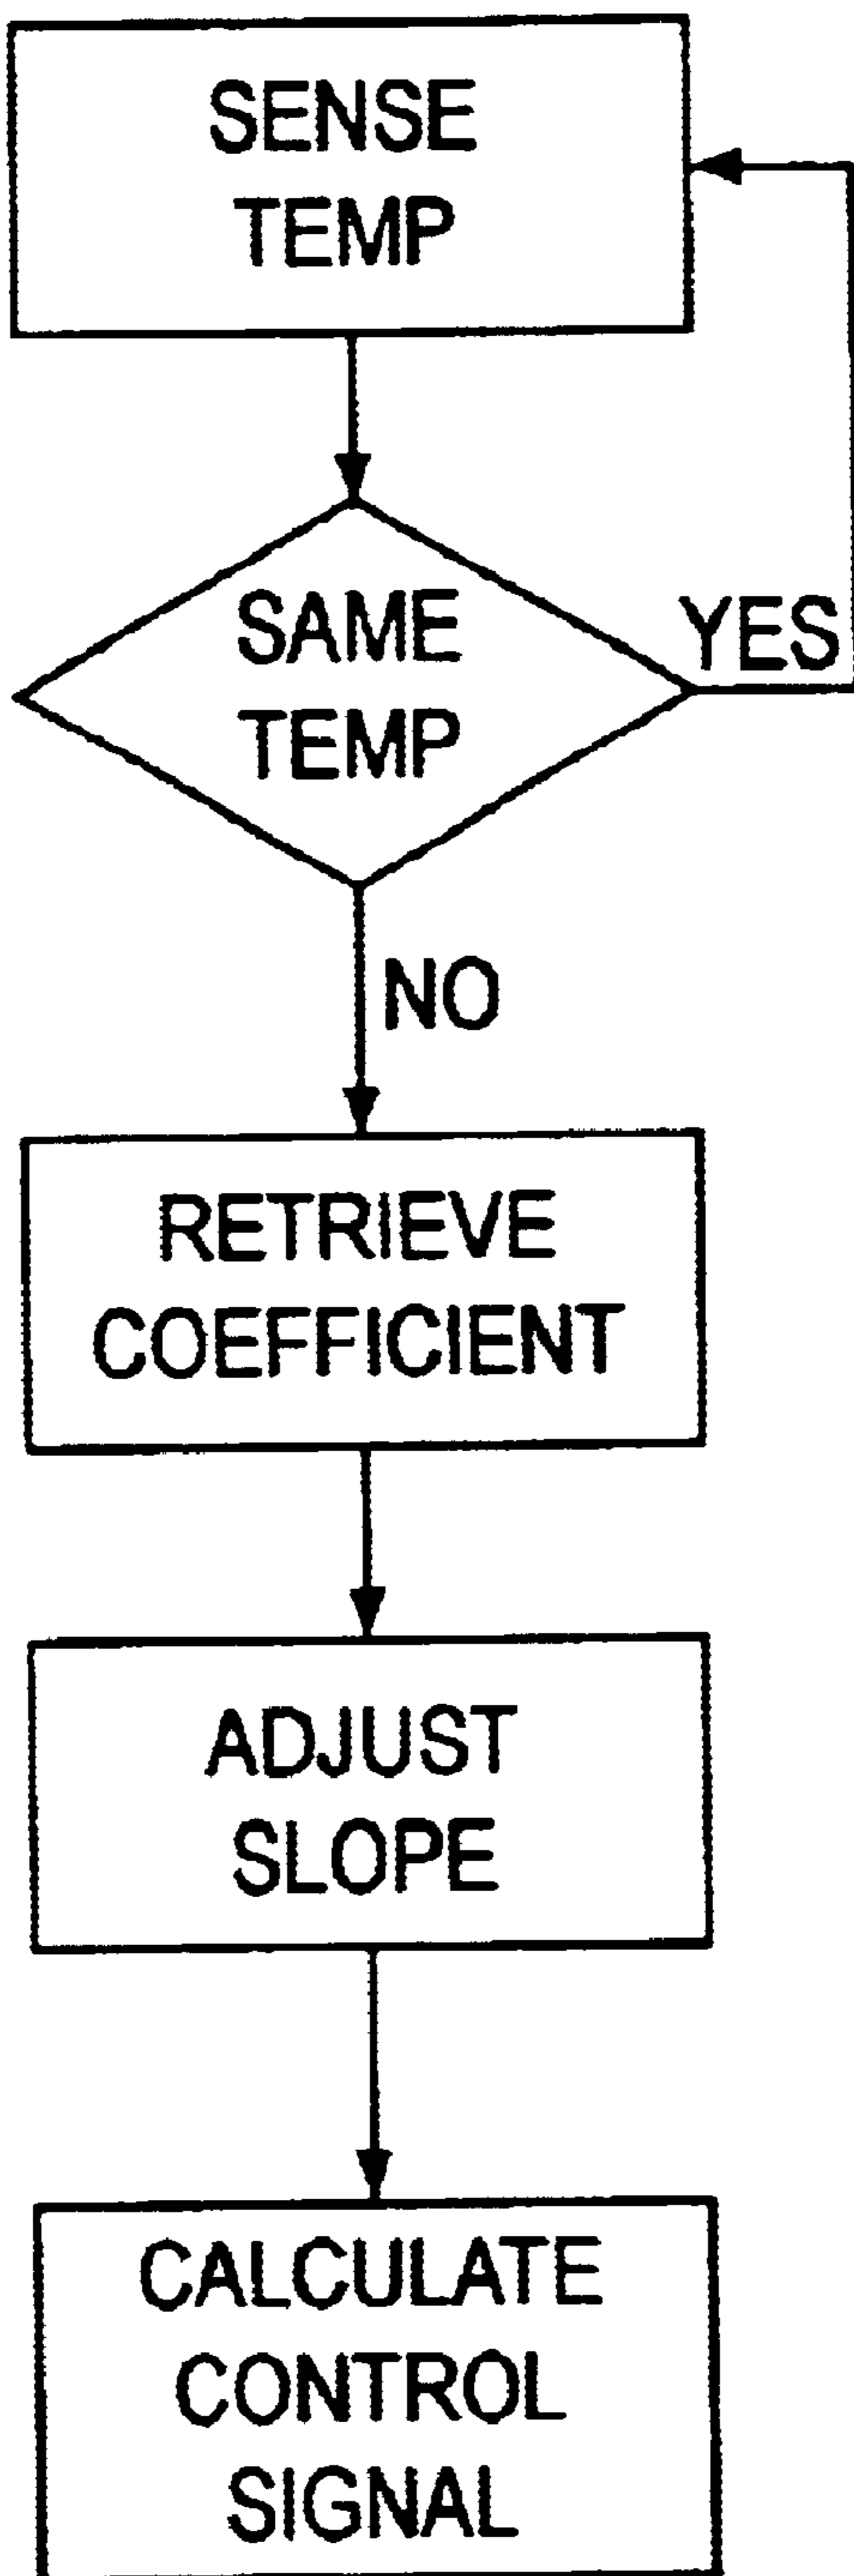 SENSE
TEMP
SAME
TEMP
YES
NO
RETRIEVE
COEFFICIENT
ADJUST
SLOPE
CALCULATE
CONTROL
SIGNAL